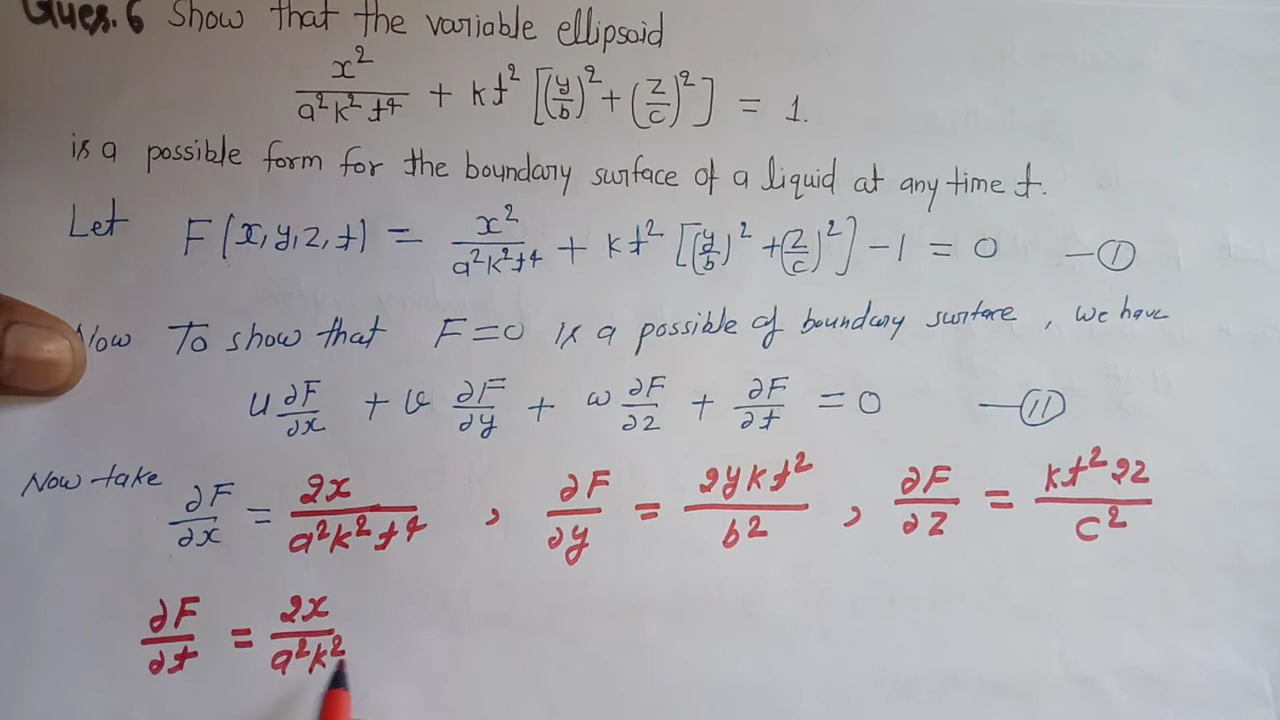 Ques. 6 Show that the variable ellipsoid
x²/(a²k²t⁴) + kt² [(y/b)² + (z/c)²] = 1.
is a possible form for the boundary surface of a liquid at any time t.
Let F(x,y,z,t) = x²/(a²k²t⁴) + kt² [(y/b)² + (z/c)²] - 1 = 0 —(I)
Now To show that F=0 is a possible of boundary surface, we have
u ∂F/∂x + v ∂F/∂y + w ∂F/∂z + ∂F/∂t = 0 —(II)
Now take ∂F/∂x = 2x/(a²k²t⁴) , ∂F/∂y = 2ykt²/b² , ∂F/∂z = kt²2z/c²
∂F/∂t = 2x/(a²k²